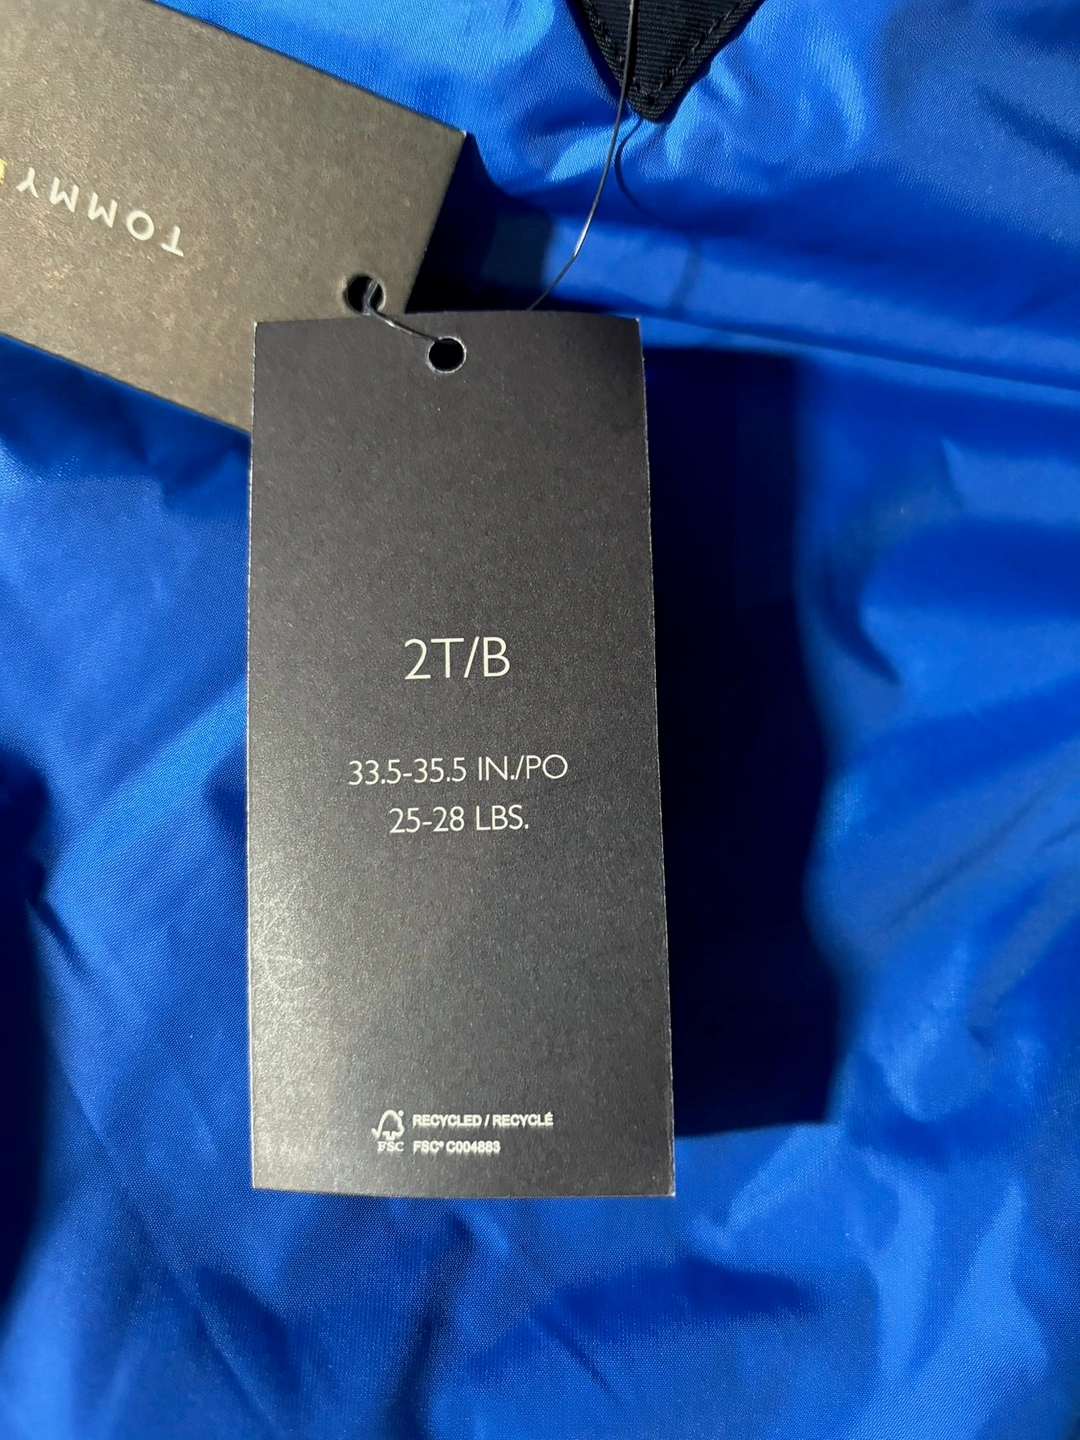 TOMMY
2T/B
33.5-35.5 IN./PO
25-28 LBS.
FSC
RECYCLED / RECYCLÉ
FSC® C004883